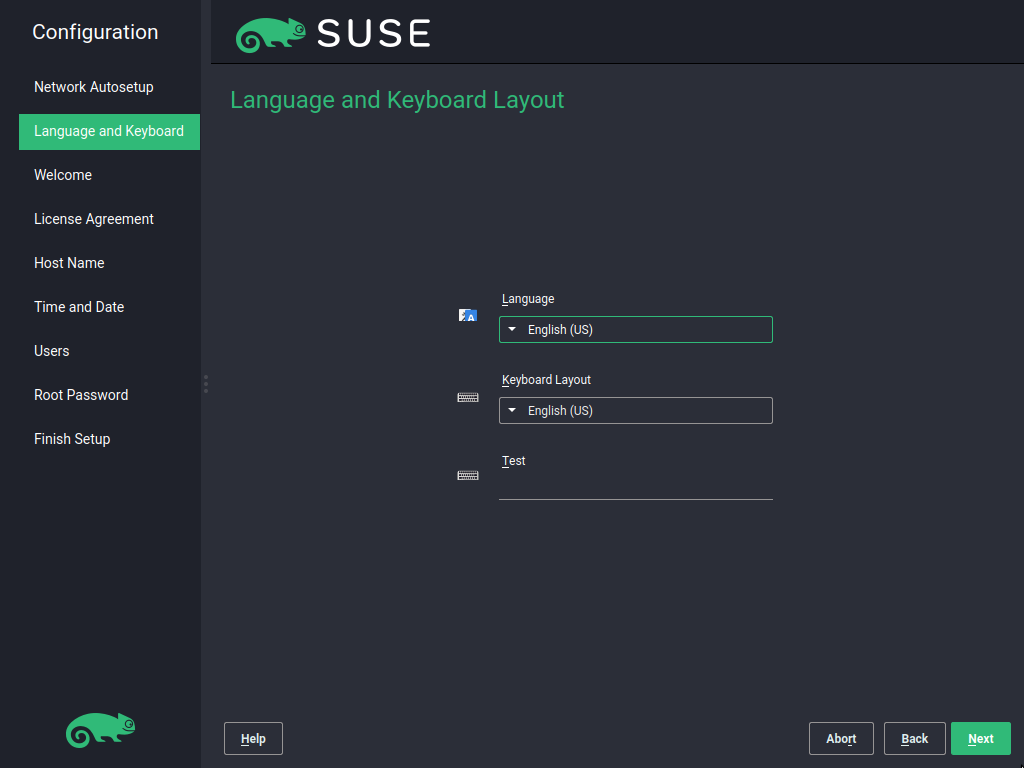 Configuration
Network Autosetup
Language and Keyboard
Welcome
License Agreement
Host Name
Time and Date
Users
Root Password
Finish Setup
SUSE
Language and Keyboard Layout
Language
English (US)
Keyboard Layout
English (US)
Test
Help
Abort
Back
Next